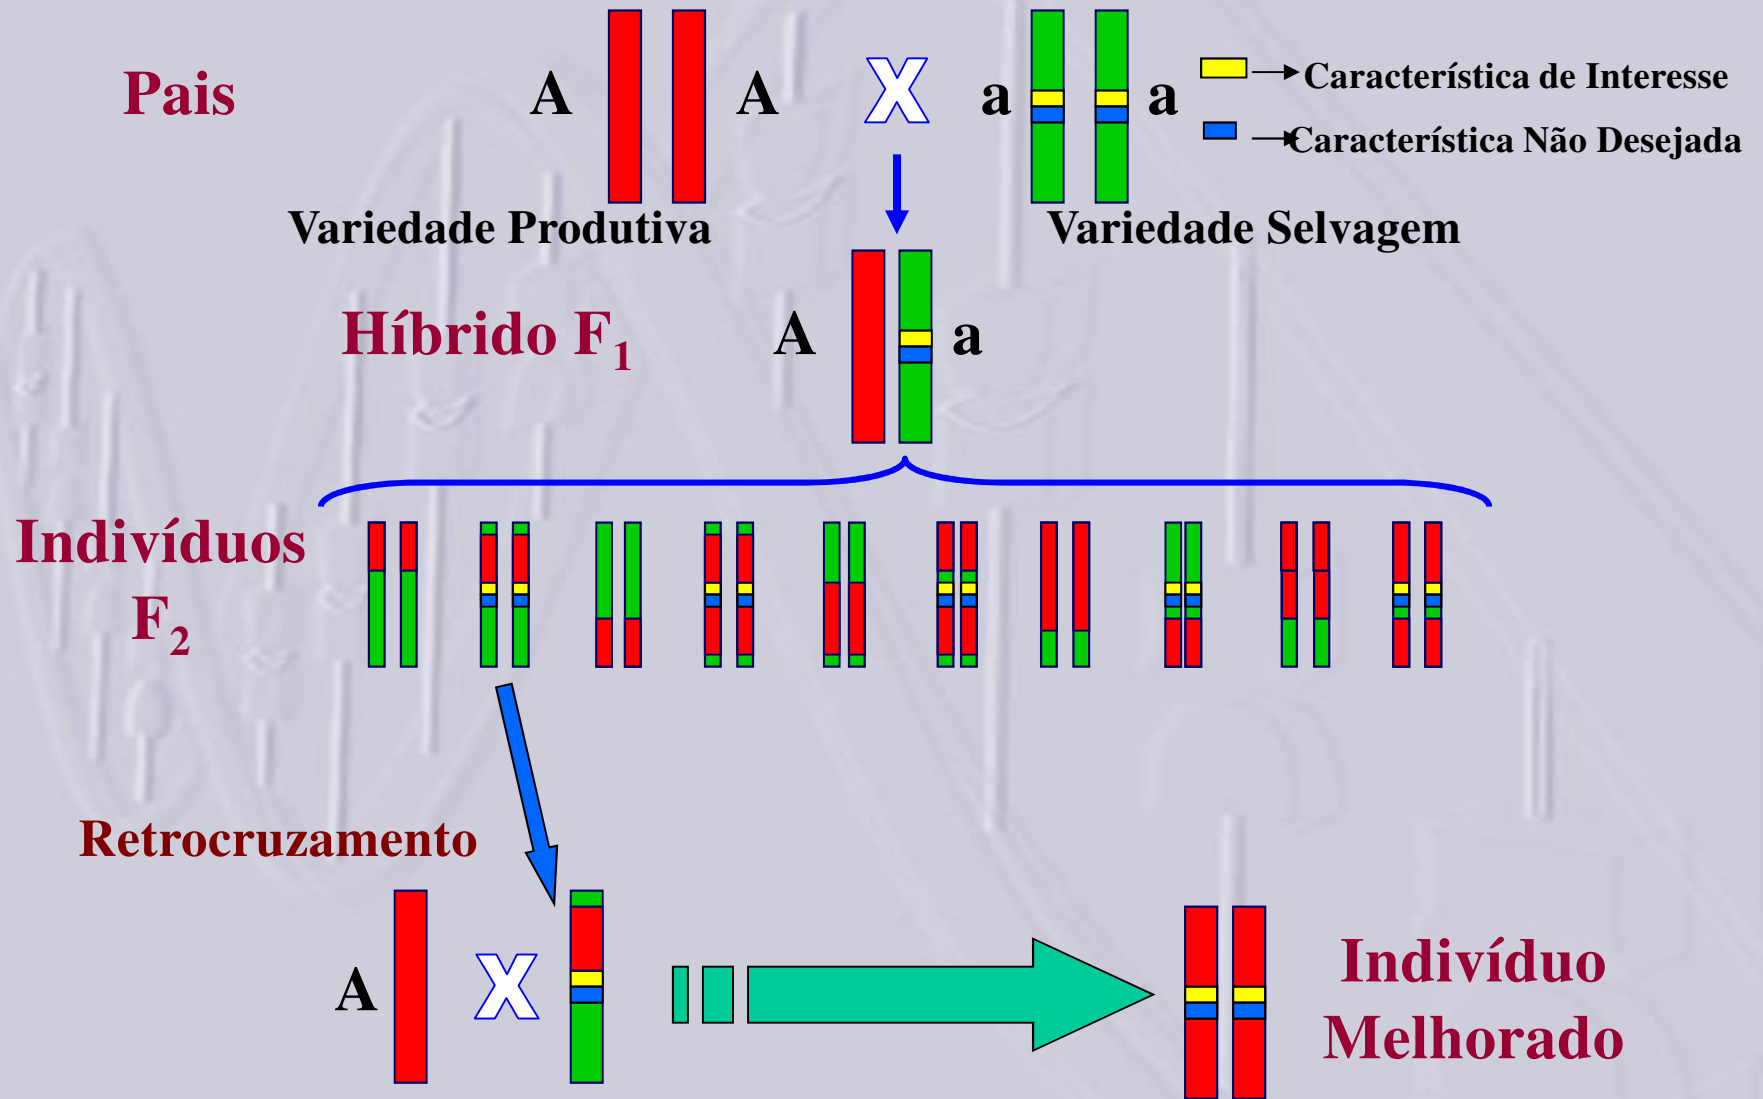 Pais
A
A
X
a
a
Característica de Interesse
Característica Não Desejada
Variedade Produtiva
Variedade Selvagem
Híbrido F1
A
a
Indivíduos
F2
Retrocruzamento
A
X
Indivíduo
Melhorado